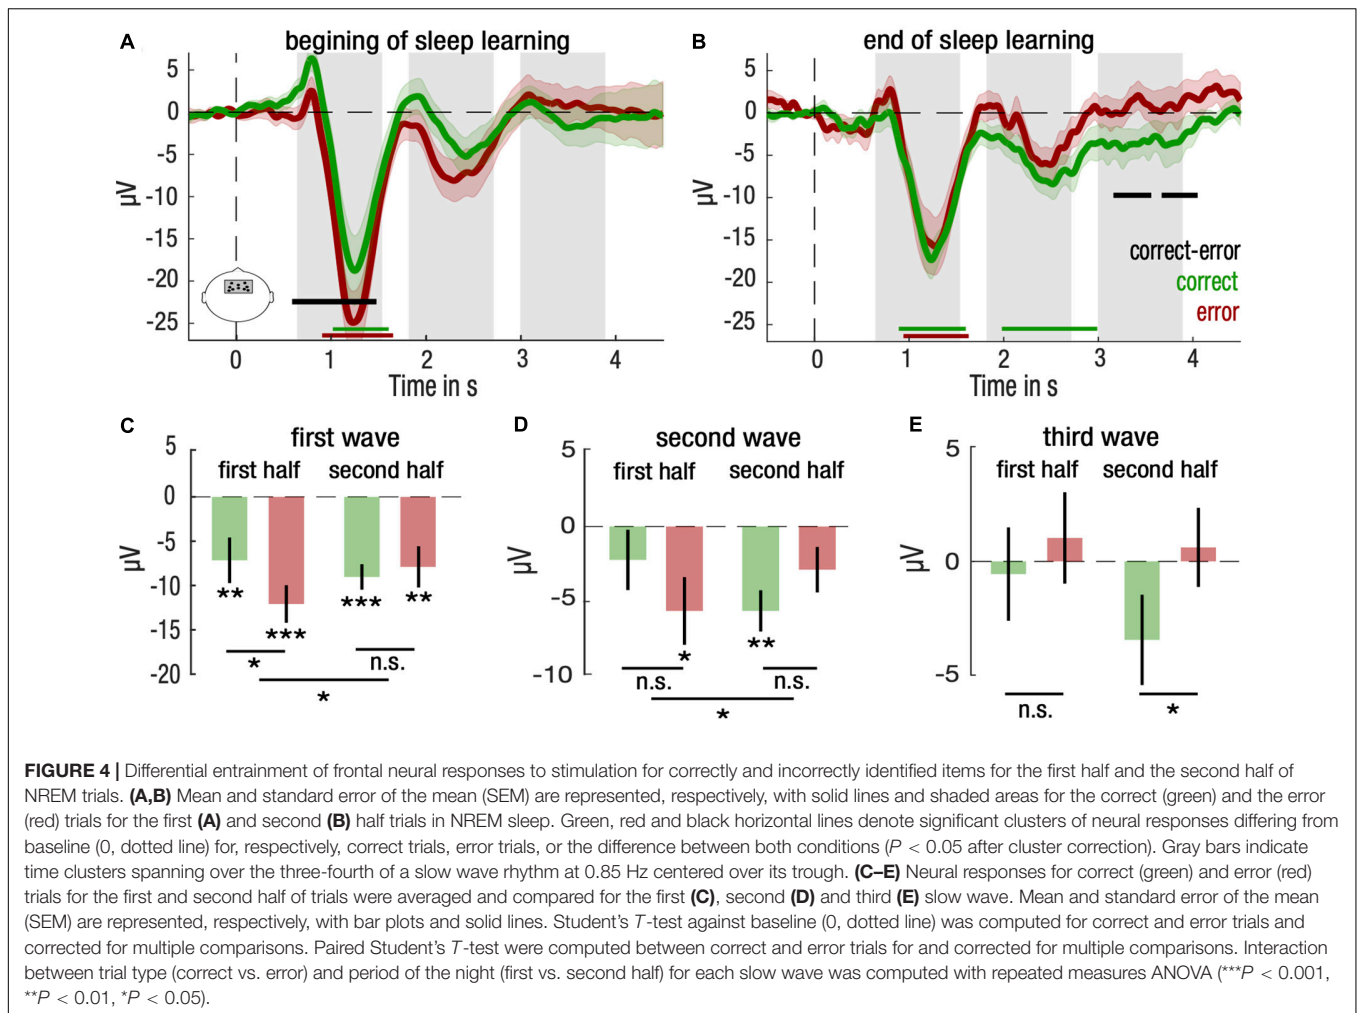 A
begining of sleep learning
5
0
-5
-10
-15
-20
-25
µV
0
1
2
3
4
Time in s
B
end of sleep learning
5
0
-5
-10
-15
-20
-25
µV
correct-error
correct
error
0
1
2
3
4
Time in s
C
first wave
first half
second half
5
0
-5
-10
-15
-20
µV
**
***
***
**
*
n.s.
*
D
second wave
first half
second half
5
0
-5
-10
µV
*
**
n.s.
n.s.
*
E
third wave
first half
second half
5
0
-5
µV
n.s.
*
FIGURE 4 | Differential entrainment of frontal neural responses to stimulation for correctly and incorrectly identified items for the first half and the second half of
NREM trials. (A,B) Mean and standard error of the mean (SEM) are represented, respectively, with solid lines and shaded areas for the correct (green) and the error
(red) trials for the first (A) and second (B) half trials in NREM sleep. Green, red and black horizontal lines denote significant clusters of neural responses differing from
baseline (0, dotted line) for, respectively, correct trials, error trials, or the difference between both conditions (P < 0.05 after cluster correction). Gray bars indicate
time clusters spanning over the three-fourth of a slow wave rhythm at 0.85 Hz centered over its trough. (C–E) Neural responses for correct (green) and error (red)
trials for the first and second half of trials were averaged and compared for the first (C), second (D) and third (E) slow wave. Mean and standard error of the mean
(SEM) are represented, respectively, with bar plots and solid lines. Student's T-test against baseline (0, dotted line) was computed for correct and error trials and
corrected for multiple comparisons. Paired Student's T-test were computed between correct and error trials for and corrected for multiple comparisons. Interaction
between trial type (correct vs. error) and period of the night (first vs. second half) for each slow wave was computed with repeated measures ANOVA (***P < 0.001,
**P < 0.01, *P < 0.05).